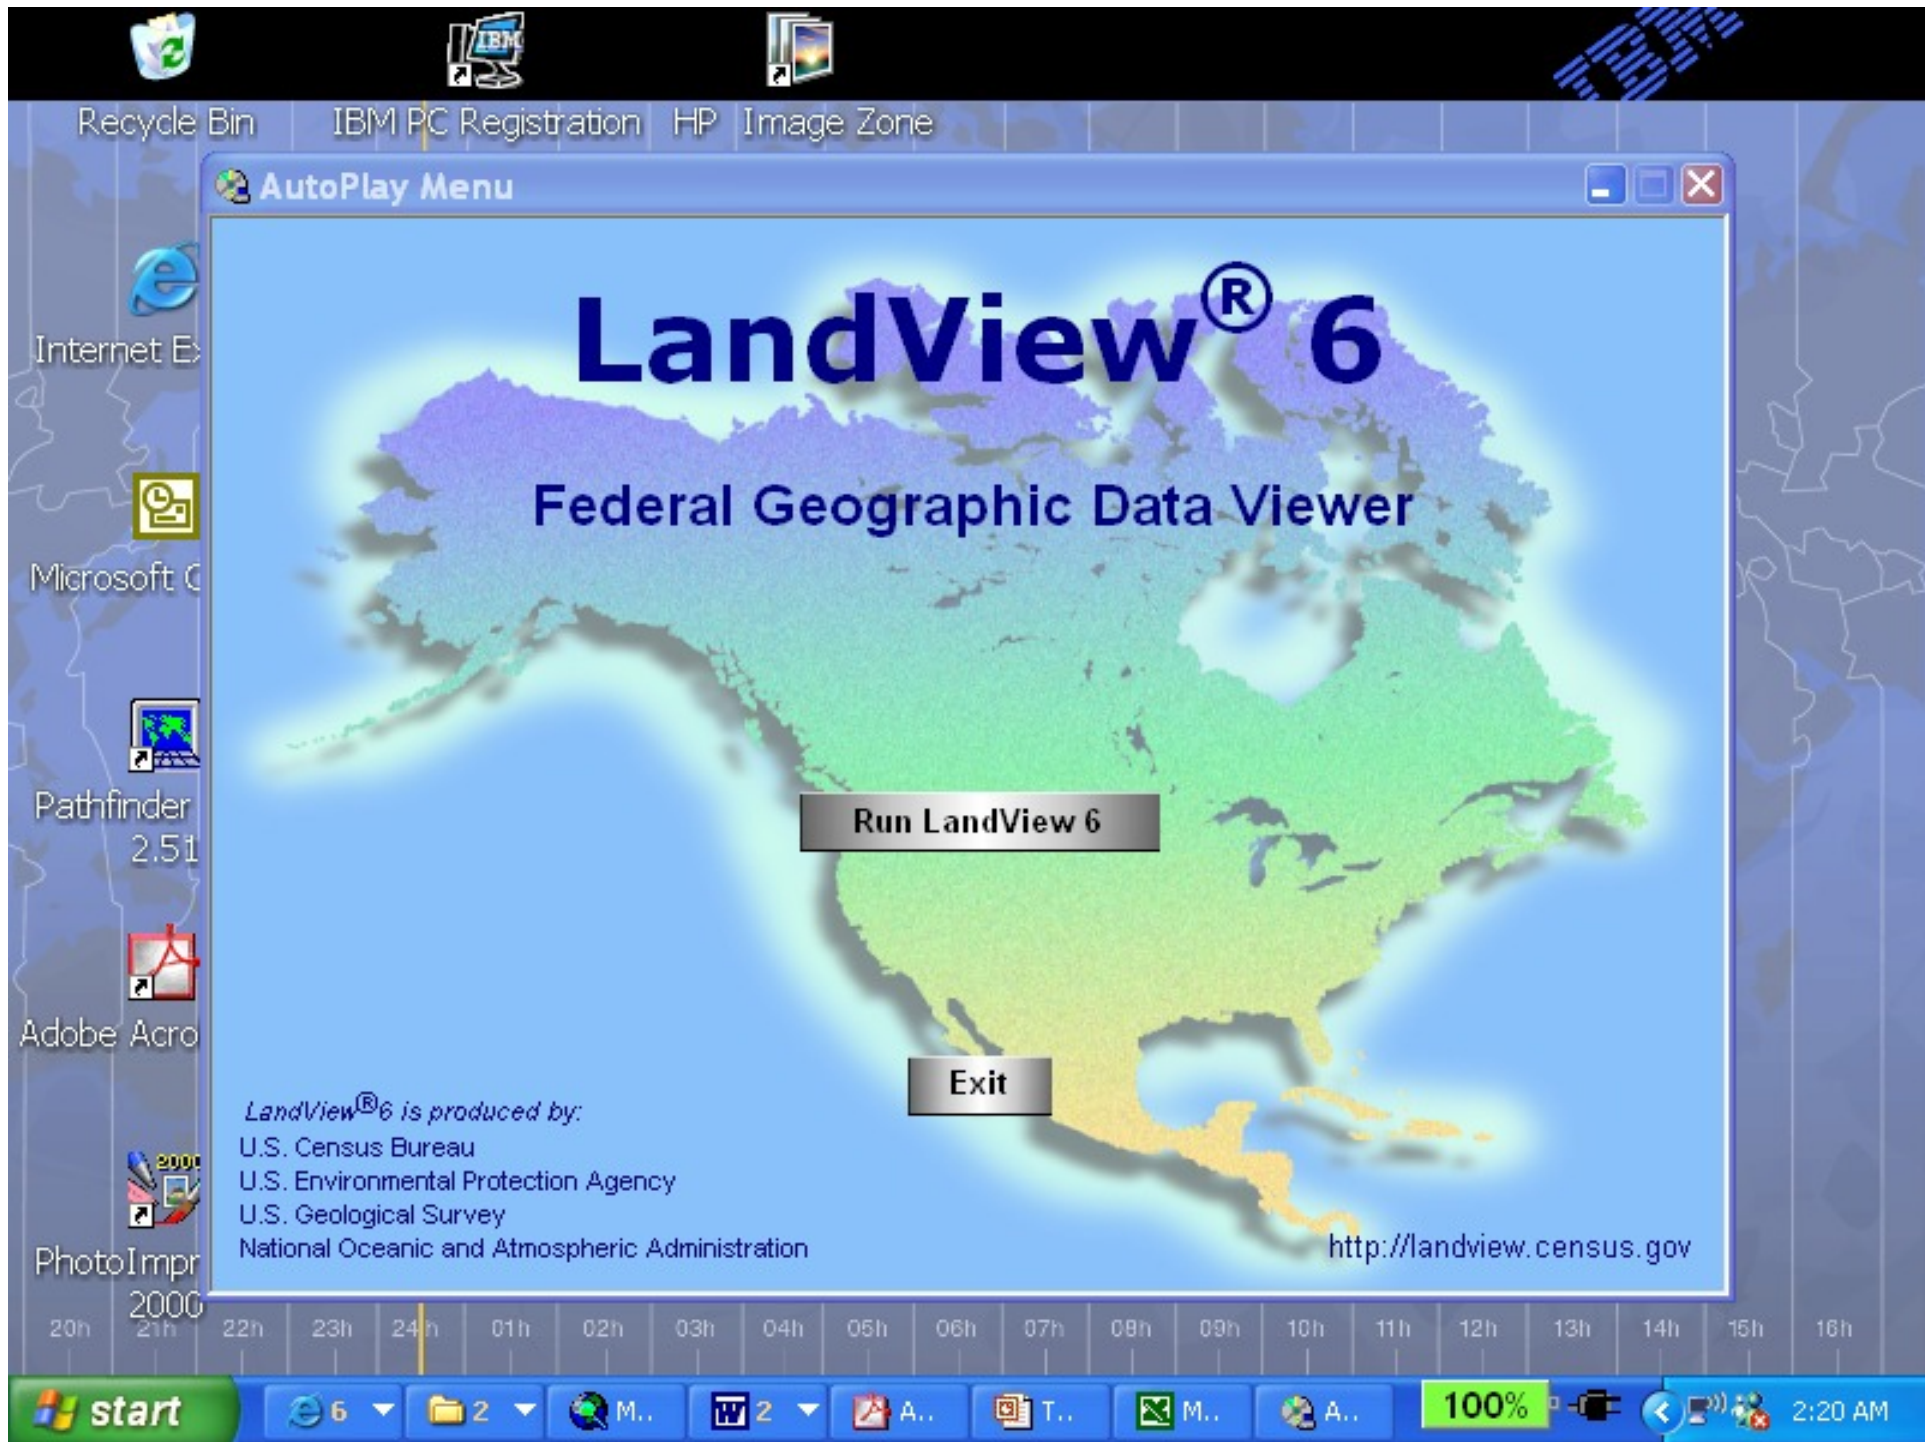 IBM
IBM
Recycle Bin
IBM PC Registration
HP Image Zone
AutoPlay Menu
LandView® 6
Internet Ex
Federal Geographic Data Viewer
Microsoft
Pathfinder
2.51
Run LandView 6
Adobe Acro
Exit
LandView®6 is produced by:
U.S. Census Bureau
U.S. Environmental Protection Agency
U.S. Geological Survey
National Oceanic and Atmospheric Administration
http://landview.census.gov
2000
PhotoImpr
2000
20h 21h 22h 23h 24h 01h 02h 03h 04h 05h 06h 07h 08h 09h 10h 11h 12h 13h 14h 15h 16h
start 6 2 M.. W 2 A.. T.. M.. A.. 100% 2:20 AM